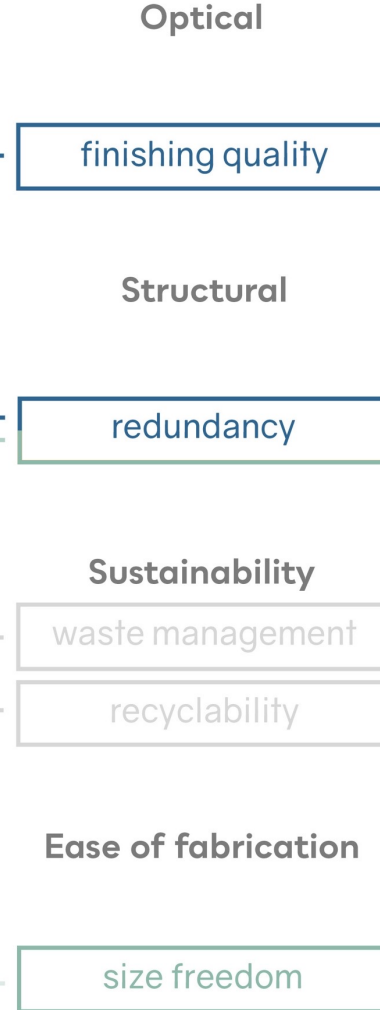 Optical
finishing quality
Structural
redundancy
Sustainability
waste management
recyclability
Ease of fabrication
size freedom